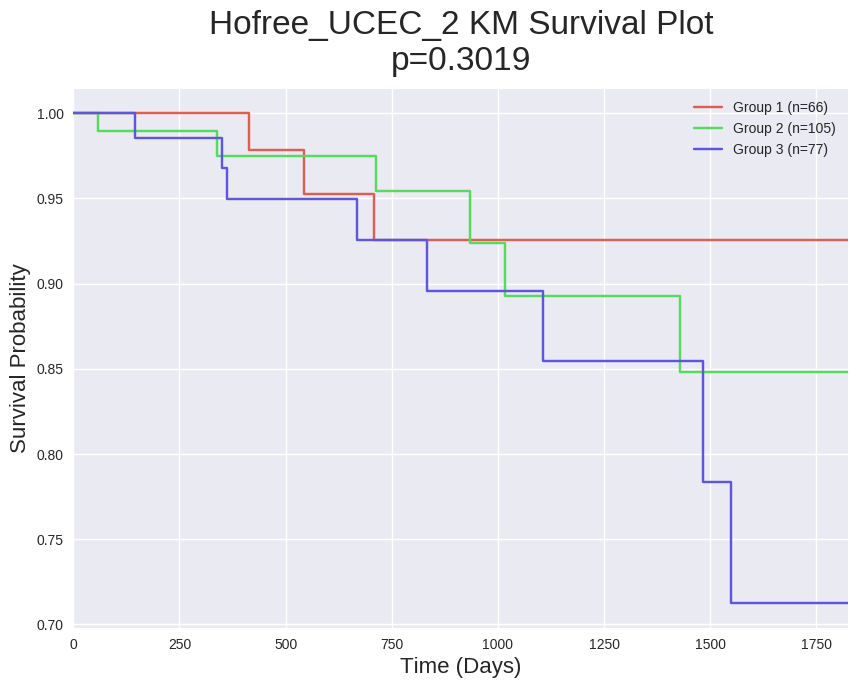 Hofree_UCEC_2 KM Survival Plot
p=0.3019
Group 1 (n=66)
Group 2 (n=105)
Group 3 (n=77)
Survival Probability
1.00
0.95
0.90
0.85
0.80
0.75
0.70
0 250 500 750 1000 1250 1500 1750
Time (Days)